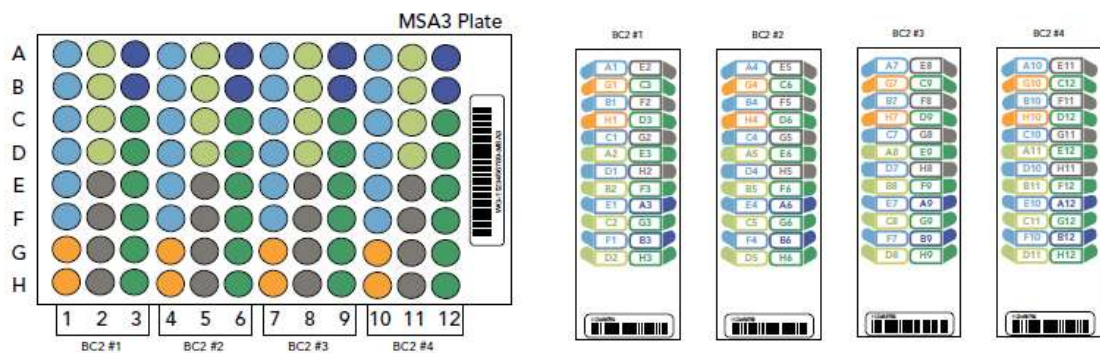 MSA3 Plate
A
B
C
D
E
F
G
H
1 2 3 4 5 6 7 8 9 10 11 12
BC2 #1 BC2 #2 BC2 #3 BC2 #4
BC2 #1
A1 E2
G1 C3
B1 F2
H1 D3
C1 G2
A2 E3
D1 H2
B2 F3
E1 A3
C2 G3
F1 B3
D2 H3
BC2 #2
A4 E5
G4 C6
B4 F5
H4 D6
C4 G5
A5 E6
D4 H5
B5 F6
E4 A6
C5 G6
F4 B6
D5 H6
BC2 #3
A7 E8
G7 C9
B7 F8
H7 D9
C7 G8
A8 E9
D7 H8
B8 F9
E7 A9
C8 G9
F7 B9
D8 H9
BC2 #4
A10 E11
G10 C12
B10 F11
H10 D12
C10 G11
A11 E12
D10 H11
B11 F12
E10 A12
C11 G12
F10 B12
D11 H12